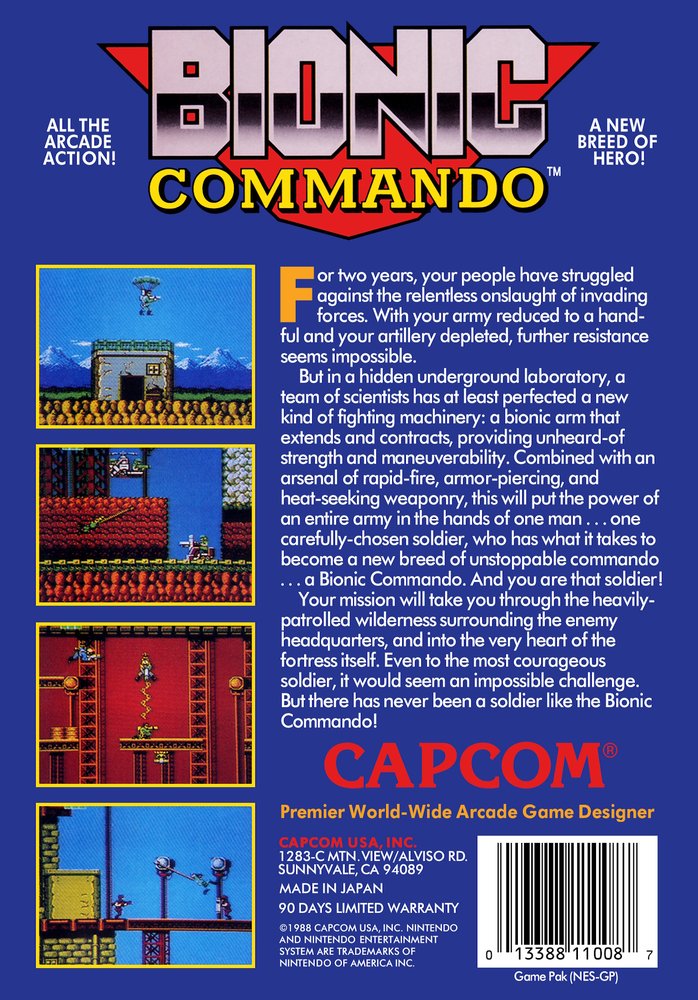 BIONIC
COMMANDO™
ALL THE
ARCADE
ACTION!
A NEW
BREED OF
HERO!
For two years, your people have struggled
against the relentless onslaught of invading
forces. With your army reduced to a hand-
ful and your artillery depleted, further resistance
seems impossible.
But in a hidden underground laboratory, a
team of scientists has at least perfected a new
kind of fighting machinery: a bionic arm that
extends and contracts, providing unheard-of
strength and maneuverability. Combined with an
arsenal of rapid-fire, armor-piercing, and
heat-seeking weaponry, this will put the power of
an entire army in the hands of one man . . . one
carefully-chosen soldier, who has what it takes to
become a new breed of unstoppable commando
. . . a Bionic Commando. And you are that soldier!
Your mission will take you through the heavily-
patrolled wilderness surrounding the enemy
headquarters, and into the very heart of the
fortress itself. Even to the most courageous
soldier, it would seem an impossible challenge.
But there has never been a soldier like the Bionic
Commando!
CAPCOM®
Premier World-Wide Arcade Game Designer
CAPCOM USA, INC.
1283-C MTN. VIEW/ALVISO RD.
SUNNYVALE, CA 94089
MADE IN JAPAN
90 DAYS LIMITED WARRANTY
©1988 CAPCOM USA, INC. NINTENDO
AND NINTENDO ENTERTAINMENT
SYSTEM ARE TRADEMARKS OF
NINTENDO OF AMERICA INC.
0 13388 11008 7
Game Pak (NES-GP)